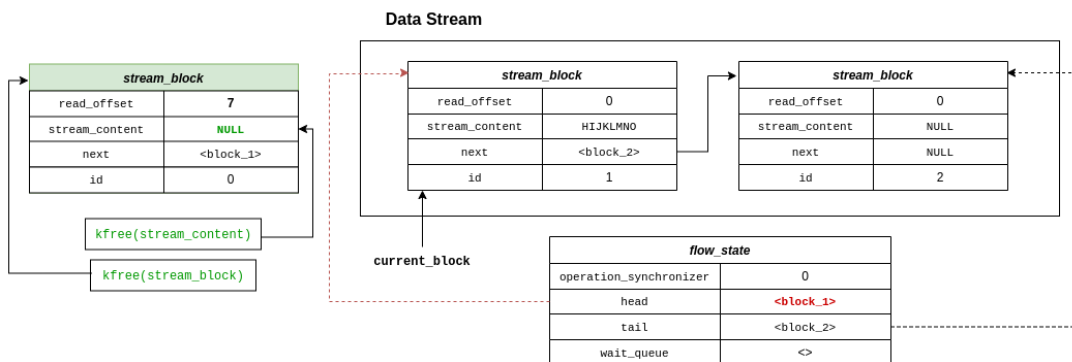 Data Stream
stream_block
read_offset 7
stream_content NULL
next <block_1>
id 0
kfree(stream_content)
kfree(stream_block)
stream_block
read_offset 0
stream_content HIJKLMNO
next <block_2>
id 1
stream_block
read_offset 0
stream_content NULL
next NULL
id 2
current_block
flow_state
operation_synchronizer 0
head <block_1>
tail <block_2>
wait_queue <>